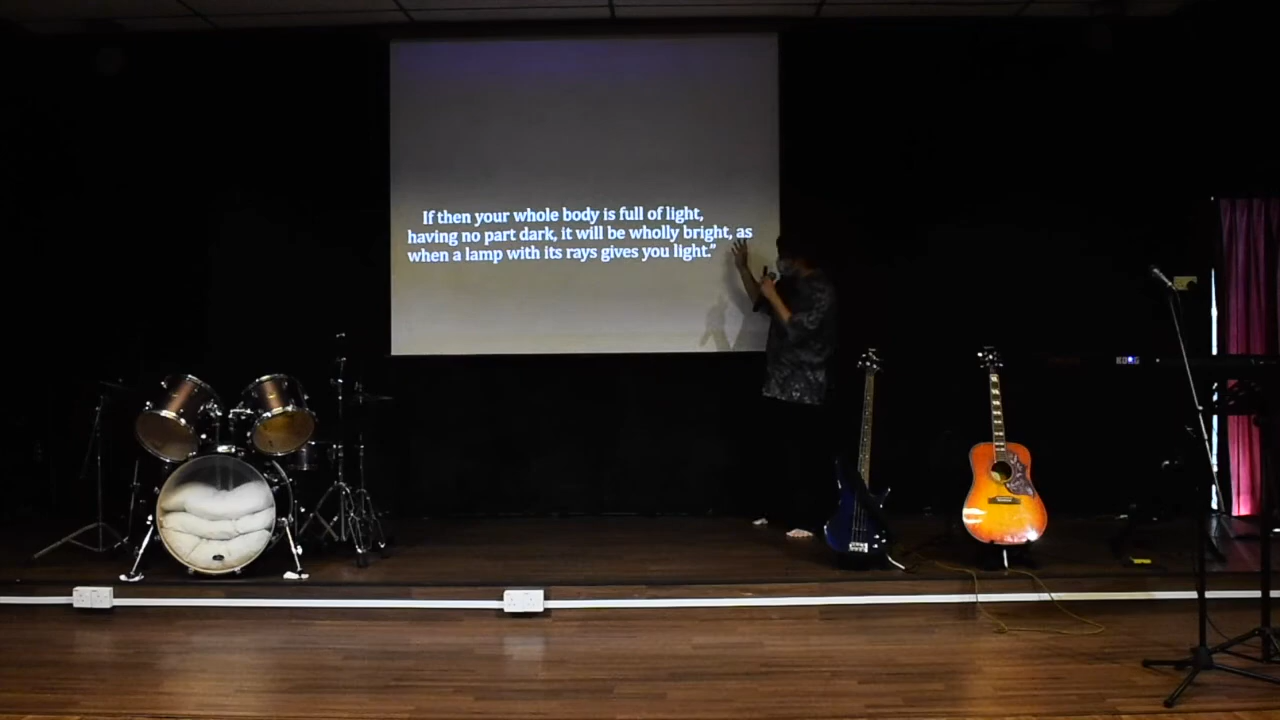 If then your whole body is full of light,
having no part dark, it will be wholly bright, as
when a lamp with its rays gives you light.”
KORG